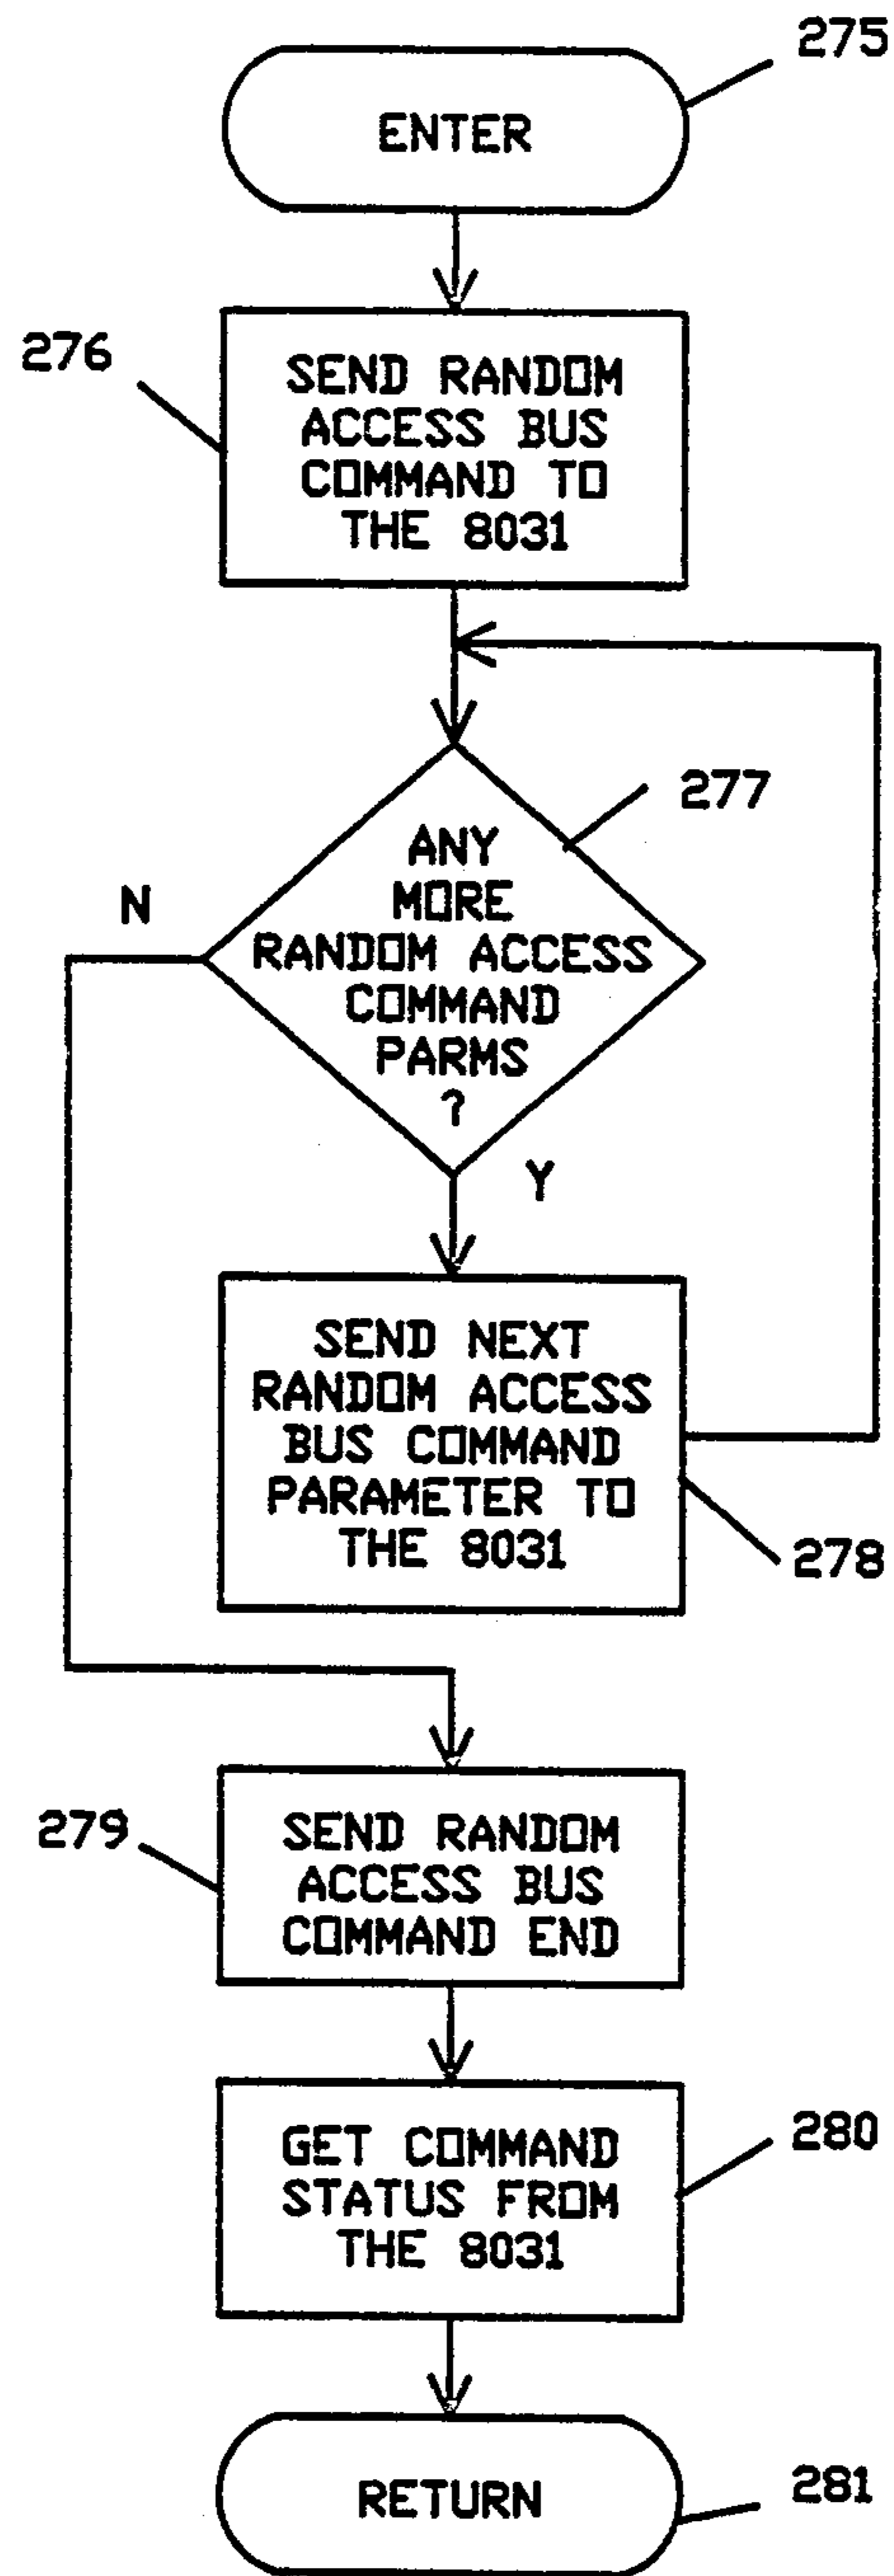 275
ENTER
276
SEND RANDOM
ACCESS BUS
COMMAND TO
THE 8031
277
ANY
MORE
RANDOM ACCESS
COMMAND
PARMS
?
N
Y
SEND NEXT
RANDOM ACCESS
BUS COMMAND
PARAMETER TO
THE 8031
278
279
SEND RANDOM
ACCESS BUS
COMMAND END
GET COMMAND
STATUS FROM
THE 8031
280
RETURN
281